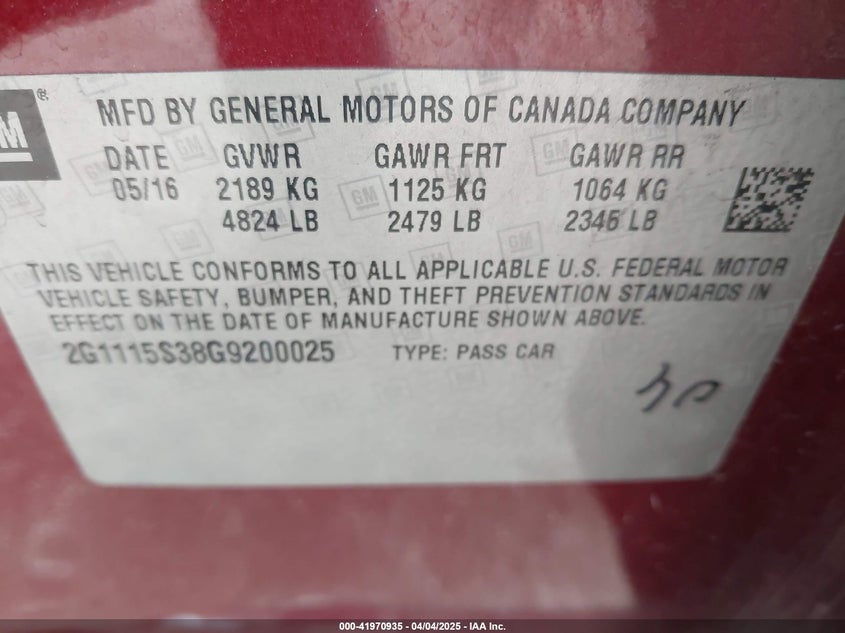 GM®
MFD BY GENERAL MOTORS OF CANADA COMPANY
DATE GVWR GAWR FRT GAWR RR
05/16 2189 KG 1125 KG 1064 KG
4824 LB 2479 LB 2346 LB
THIS VEHICLE CONFORMS TO ALL APPLICABLE U.S. FEDERAL MOTOR
VEHICLE SAFETY, BUMPER, AND THEFT PREVENTION STANDARDS IN
EFFECT ON THE DATE OF MANUFACTURE SHOWN ABOVE.
2G1115S38G9200025 TYPE: PASS CAR
000-41970935 - 04/04/2025 - IAA Inc.